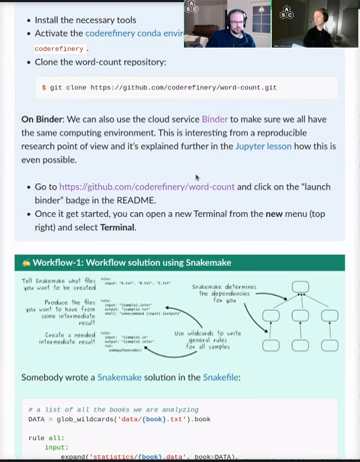 • Install the necessary tools
• Activate the coderefinery conda envir
coderefinery .
• Clone the word-count repository:
$ git clone https://github.com/coderefinery/word-count.git
On Binder: We can also use the cloud service Binder to make sure we all have
the same computing environment. This is interesting from a reproducible
research point of view and it's explained further in the Jupyter lesson how this is
even possible.
• Go to https://github.com/coderefinery/word-count and click on the "launch
binder" badge in the README.
• Once it get started, you can open a new Terminal from the new menu (top
right) and select Terminal.
Workflow-1: Workflow solution using Snakemake
Tell Snakemake what files
you want to be created
Snakemake determines
the dependencies
for you
Produce the files
you want to have from
some intermediate
result
Create a needed
intermediate result
Use wildcards to write
general rules
for all samples
Somebody wrote a Snakemake solution in the Snakefile:
# a list of all the books we are analyzing
DATA = glob_wildcards('data/{book}.txt').book
rule all:
input:
expand('statistics/{book}.data', book=DATA),